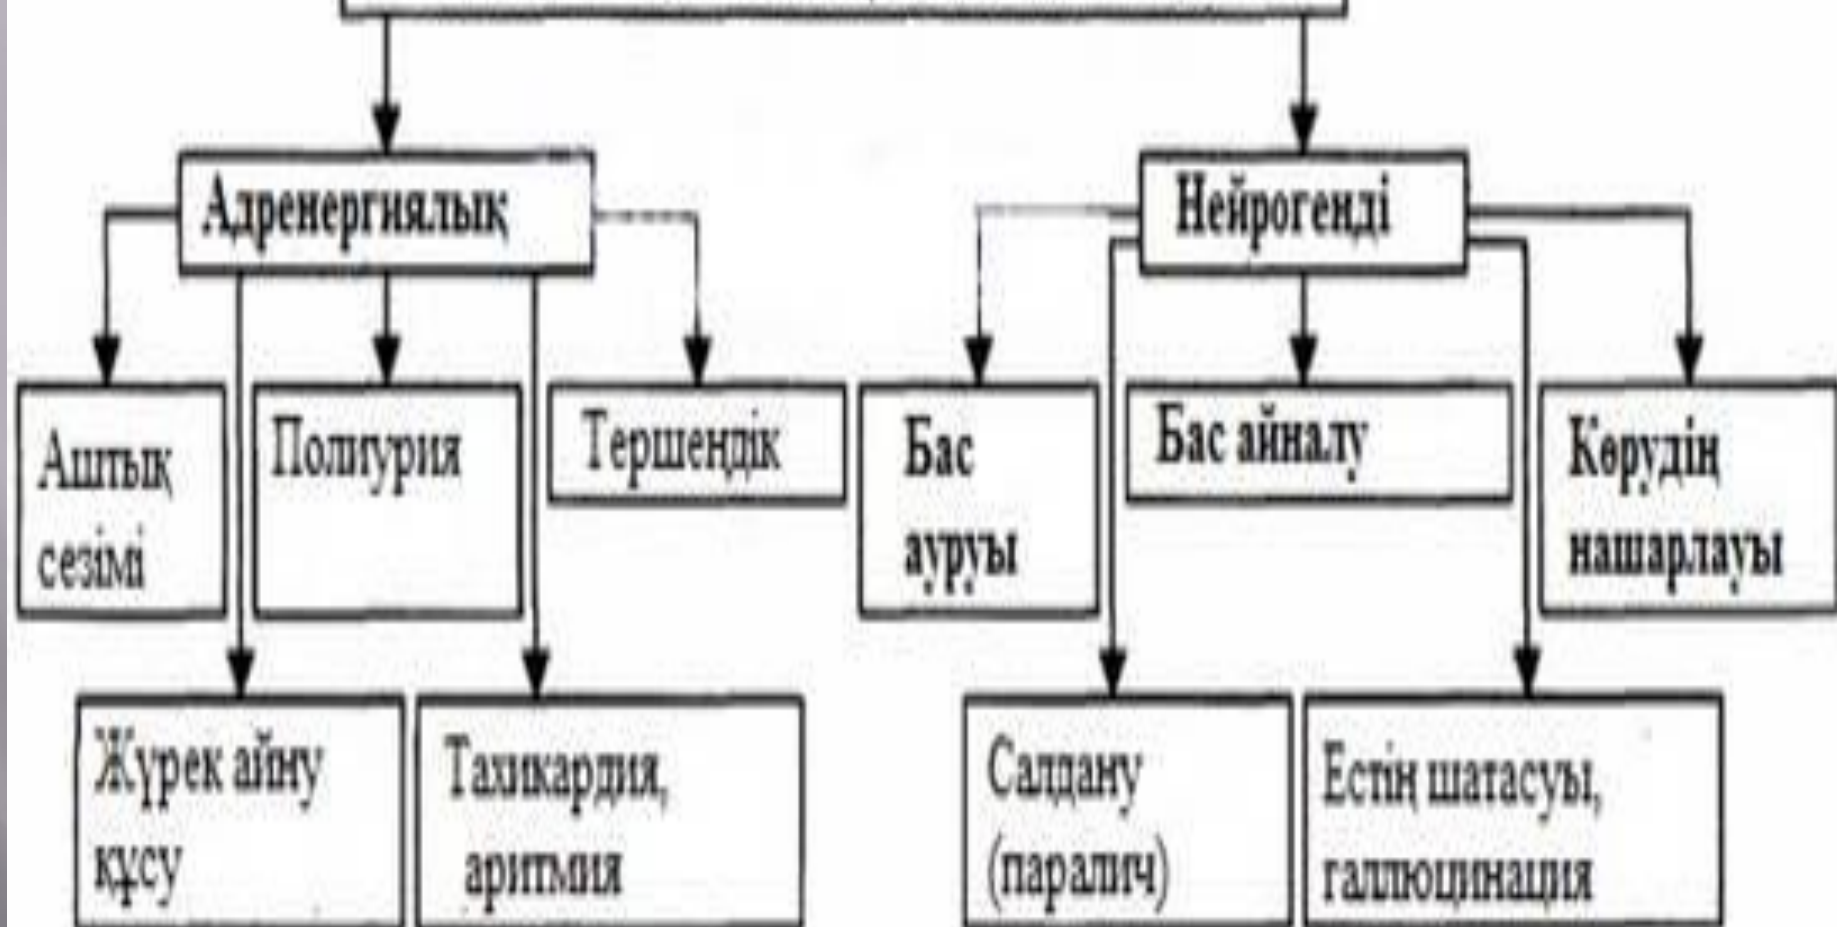 Адренергиялық
Нейрогенді
Аштық
сезімі
Полиурия
Тершеңдік
Бас
ауруы
Бас айналу
Көрудің
нашарлауы
Жүрек айну
құсу
Тахикардия,
аритмия
Салдану
(паралич)
Естің шатасуы,
галлюцинация